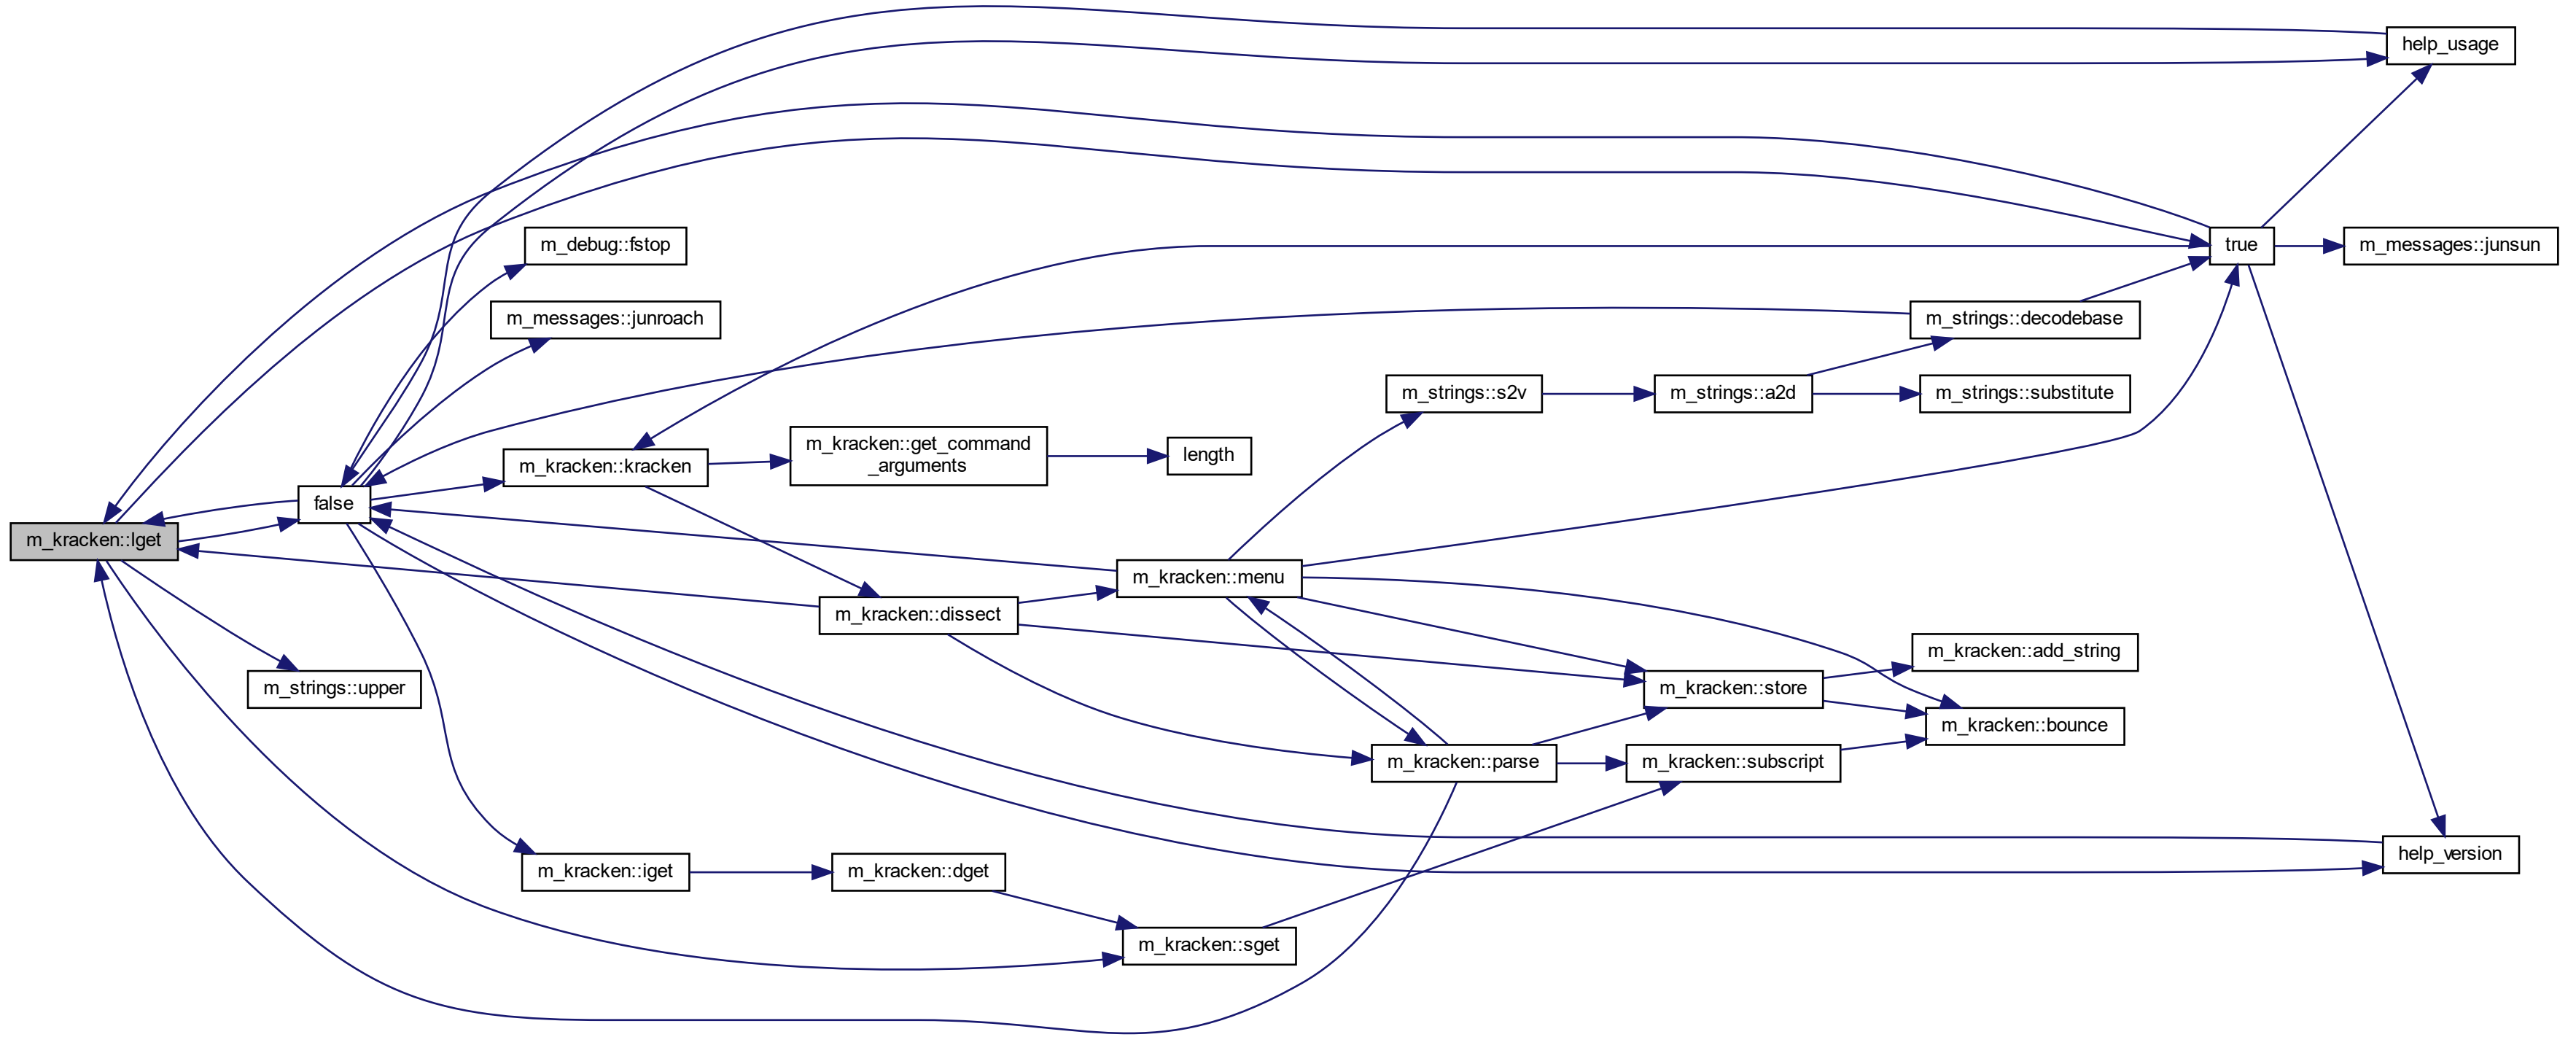 help_usage
m_debug::fstop
true
m_messages::junsun
m_messages::junroach
m_strings::decodebase
m_strings::s2v
m_strings::a2d
m_strings::substitute
m_kracken::kracken
m_kracken::get_command
_arguments
length
false
m_kracken::lget
m_kracken::menu
m_kracken::dissect
m_kracken::add_string
m_strings::upper
m_kracken::store
m_kracken::bounce
m_kracken::parse
m_kracken::subscript
help_version
m_kracken::iget
m_kracken::dget
m_kracken::sget